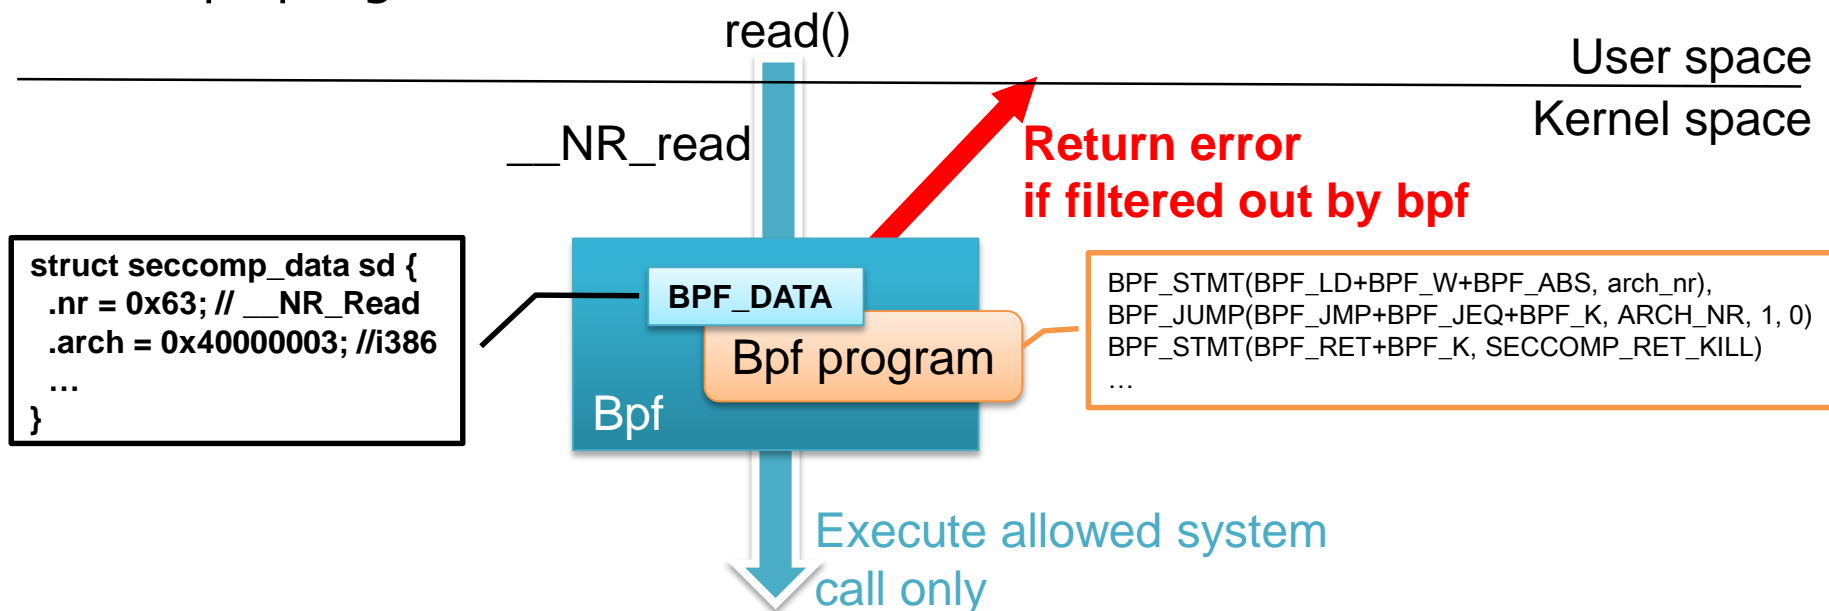 read()
User space
Kernel space
__NR_read
Return error
if filtered out by bpf
struct seccomp_data sd {
.nr = 0x63; // __NR_Read
.arch = 0x40000003; //i386
…
}
BPF_DATA
Bpf program
Bpf
BPF_STMT(BPF_LD+BPF_W+BPF_ABS, arch_nr),
BPF_JUMP(BPF_JMP+BPF_JEQ+BPF_K, ARCH_NR, 1, 0)
BPF_STMT(BPF_RET+BPF_K, SECCOMP_RET_KILL)
…
Execute allowed system
call only